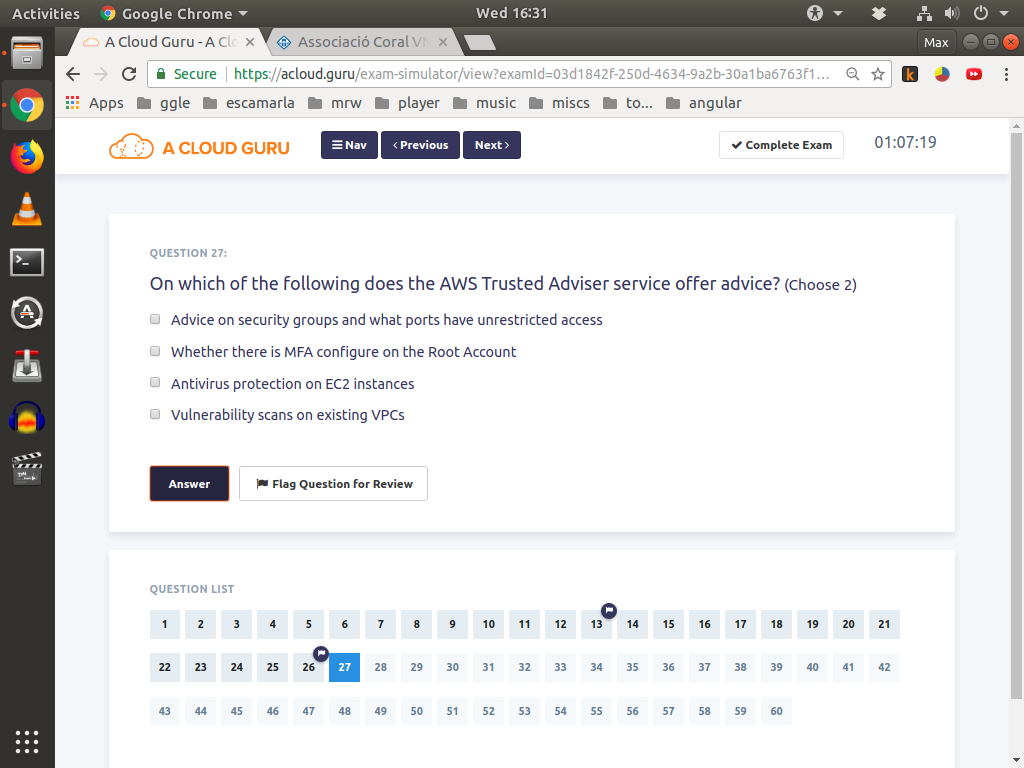 Activities Google Chrome Wed 16:31
A Cloud Guru - A Clo Associació Coral VM Max
Secure https://acloud.guru/exam-simulator/view?examId=03d1842f-250d-4634-9a2b-30a1ba6763f1...
Apps ggle escamarla mrw player music miscs to... angular
A CLOUD GURU Nav Previous Next Complete Exam 01:07:19
QUESTION 27:
On which of the following does the AWS Trusted Adviser service offer advice? (Choose 2)
Advice on security groups and what ports have unrestricted access
Whether there is MFA configure on the Root Account
Antivirus protection on EC2 instances
Vulnerability scans on existing VPCs
Answer Flag Question for Review
QUESTION LIST
1 2 3 4 5 6 7 8 9 10 11 12 13 14 15 16 17 18 19 20 21
22 23 24 25 26 27 28 29 30 31 32 33 34 35 36 37 38 39 40 41 42
43 44 45 46 47 48 49 50 51 52 53 54 55 56 57 58 59 60